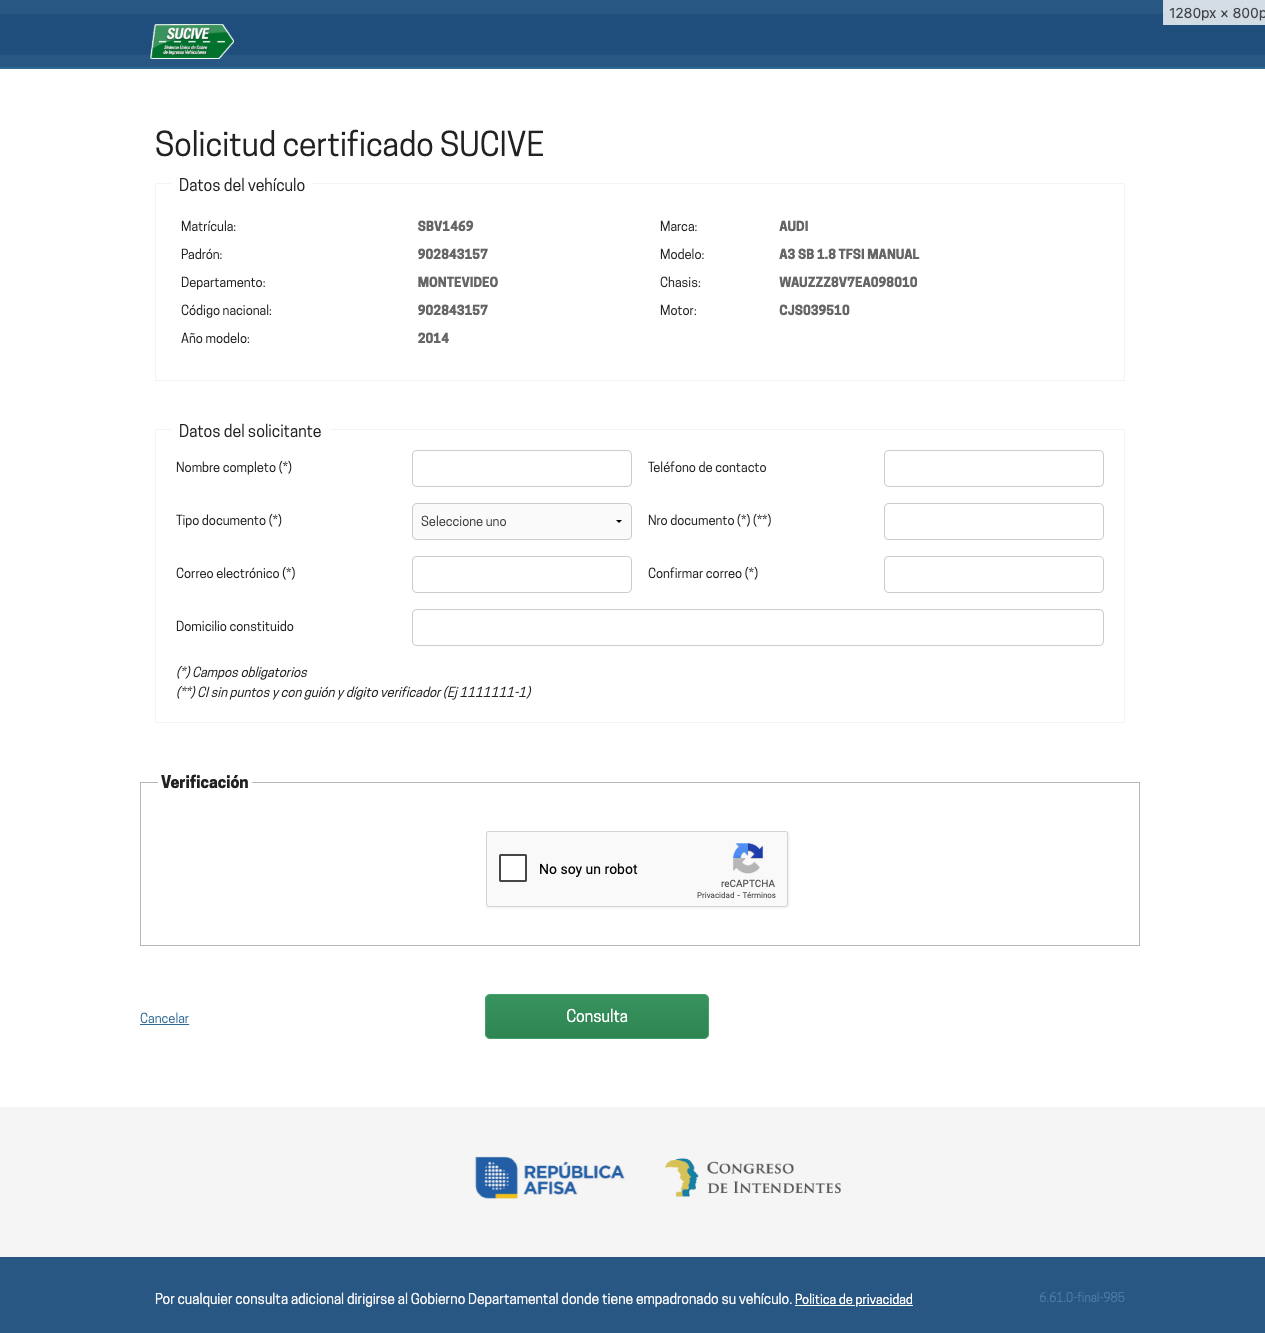 1280px × 800p
SUCIVE
Sistema Único de Cobro
de Ingresos Vehiculares
Solicitud certificado SUCIVE
Datos del vehículo
Matrícula: SBV1469 Marca: AUDI
Padrón: 902843157 Modelo: A3 SB 1.8 TFSI MANUAL
Departamento: MONTEVIDEO Chasis: WAUZZZ8V7EA098010
Código nacional: 902843157 Motor: CJS039510
Año modelo: 2014
Datos del solicitante
Nombre completo (*) Teléfono de contacto
Tipo documento (*) Seleccione uno Nro documento (*) (**)
Correo electrónico (*) Confirmar correo (*)
Domicilio constituido
(*) Campos obligatorios
(**) CI sin puntos y con guión y dígito verificador (Ej 1111111-1)
Verificación
No soy un robot
reCAPTCHA
Privacidad - Términos
Cancelar Consulta
REPÚBLICA
AFISA
CONGRESO
DE INTENDENTES
Por cualquier consulta adicional dirigirse al Gobierno Departamental donde tiene empadronado su vehículo. Politica de privacidad 6.61.0-final-985